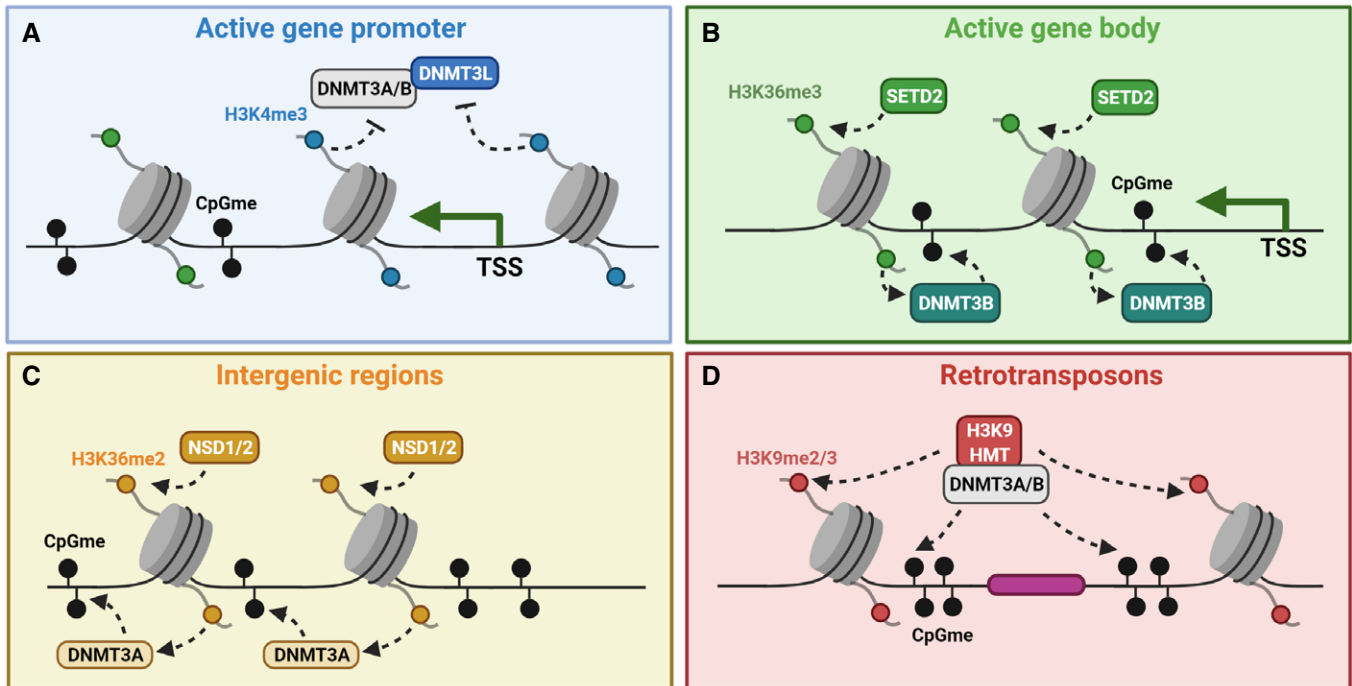 A
Active gene promoter
DNMT3A/B
DNMT3L
H3K4me3
CpGme
TSS
B
Active gene body
H3K36me3
SETD2
SETD2
CpGme
TSS
DNMT3B
DNMT3B
C
Intergenic regions
H3K36me2
NSD1/2
NSD1/2
CpGme
DNMT3A
DNMT3A
D
Retrotransposons
H3K9me2/3
H3K9
HMT
DNMT3A/B
CpGme